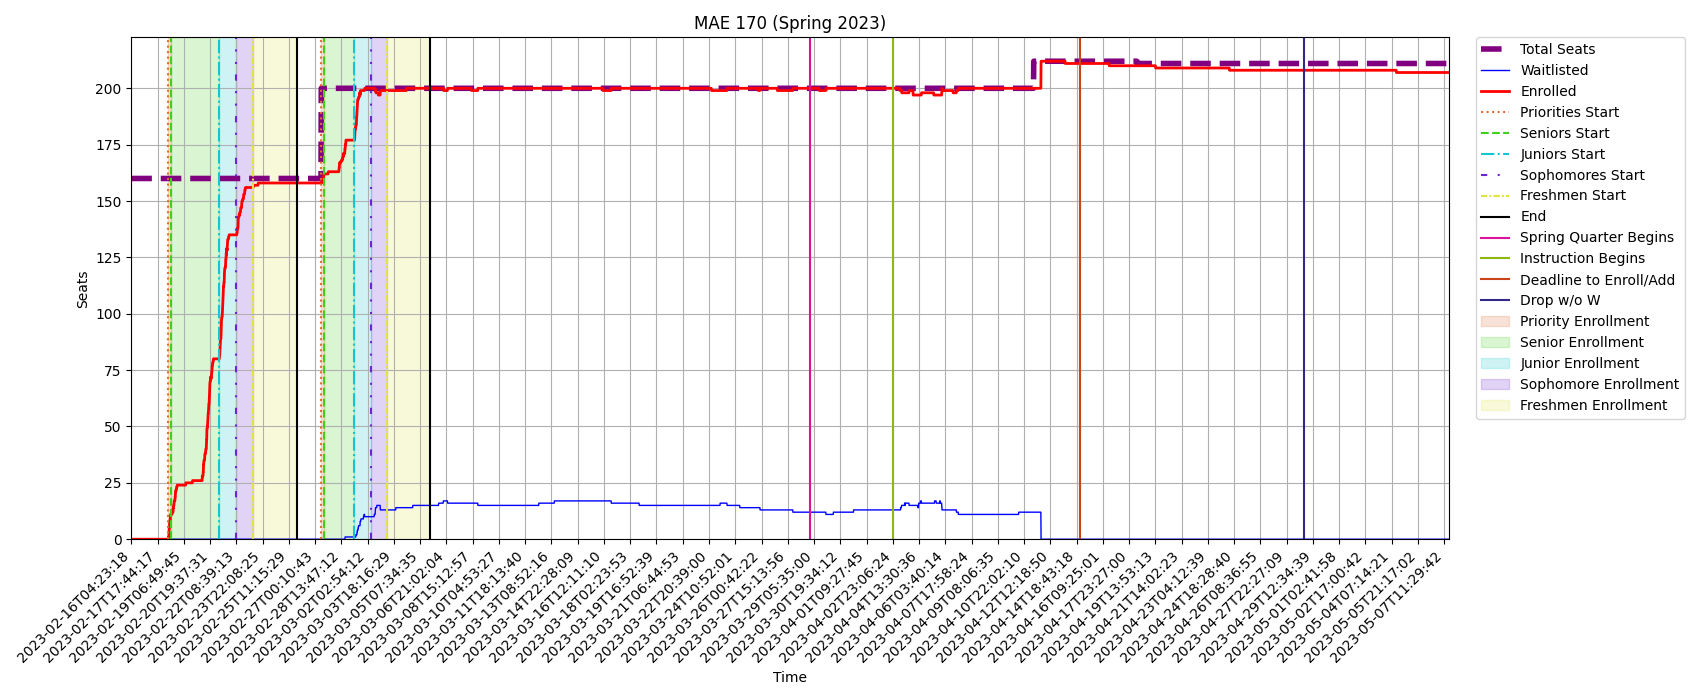 MAE 170 (Spring 2023)
Seats
200
175
150
125
100
75
50
25
0
2023-02-16T04:23:18
2023-02-17T17:44:17
2023-02-19T06:49:45
2023-02-20T19:37:31
2023-02-22T08:39:13
2023-02-23T22:08:25
2023-02-25T11:15:29
2023-02-27T00:10:43
2023-02-28T13:47:12
2023-03-02T02:54:12
2023-03-03T18:16:29
2023-03-05T07:34:35
2023-03-06T21:02:04
2023-03-08T15:12:57
2023-03-10T04:53:27
2023-03-11T18:13:40
2023-03-13T08:52:16
2023-03-14T22:28:09
2023-03-16T12:11:10
2023-03-18T02:23:53
2023-03-19T16:52:39
2023-03-21T06:44:53
2023-03-22T20:39:00
2023-03-24T10:52:01
2023-03-26T00:42:22
2023-03-27T15:13:56
2023-03-29T05:35:00
2023-03-30T19:34:12
2023-04-01T09:27:45
2023-04-02T23:06:24
2023-04-04T13:30:36
2023-04-06T03:40:14
2023-04-07T17:58:24
2023-04-09T08:06:35
2023-04-10T22:02:10
2023-04-12T12:18:50
2023-04-14T18:43:18
2023-04-16T09:25:01
2023-04-17T23:27:00
2023-04-19T13:53:13
2023-04-21T14:02:23
2023-04-23T04:12:39
2023-04-24T18:28:40
2023-04-26T08:36:55
2023-04-27T22:27:09
2023-04-29T12:34:39
2023-05-01T02:41:58
2023-05-02T17:00:42
2023-05-04T07:14:21
2023-05-05T21:17:02
2023-05-07T11:29:42
Time
Total Seats
Waitlisted
Enrolled
Priorities Start
Seniors Start
Juniors Start
Sophomores Start
Freshmen Start
End
Spring Quarter Begins
Instruction Begins
Deadline to Enroll/Add
Drop w/o W
Priority Enrollment
Senior Enrollment
Junior Enrollment
Sophomore Enrollment
Freshmen Enrollment